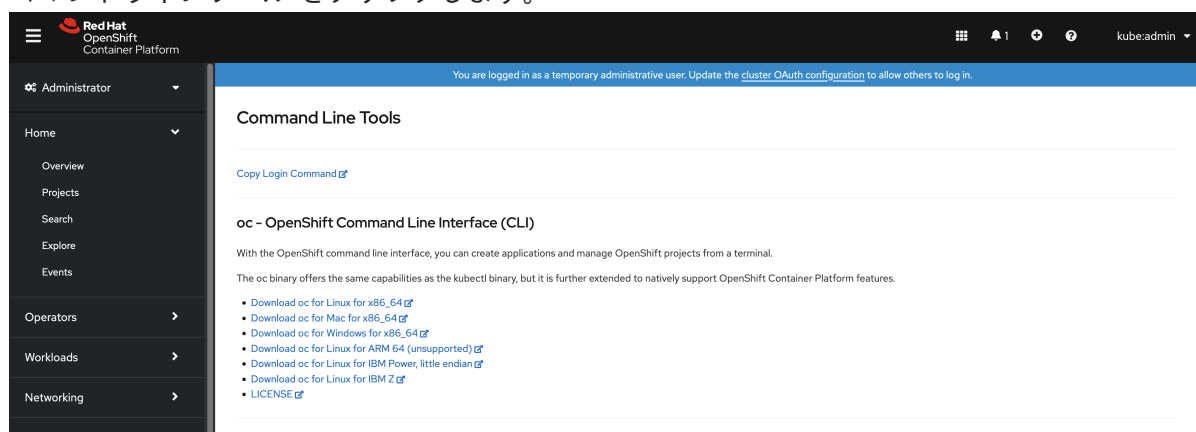 Red Hat
OpenShift
Container Platform
1
kube:admin
Administrator
You are logged in as a temporary administrative user. Update the cluster OAuth configuration to allow others to log in.
Home
Overview
Projects
Search
Explore
Events
Operators
Workloads
Networking
Command Line Tools
Copy Login Command
oc - OpenShift Command Line Interface (CLI)
With the OpenShift command line interface, you can create applications and manage OpenShift projects from a terminal.
The oc binary offers the same capabilities as the kubectl binary, but it is further extended to natively support OpenShift Container Platform features.
• Download oc for Linux for x86_64
• Download oc for Mac for x86_64
• Download oc for Windows for x86_64
• Download oc for Linux for ARM 64 (unsupported)
• Download oc for Linux for IBM Power, little endian
• Download oc for Linux for IBM Z
• LICENSE